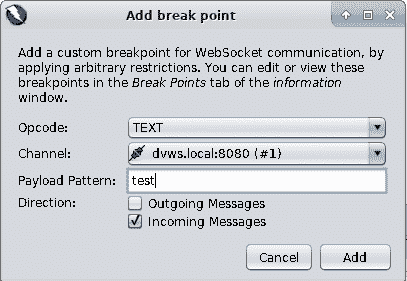 Add break point
Add a custom breakpoint for WebSocket communication, by
applying arbitrary restrictions. You can edit or view these
breakpoints in the Break Points tab of the information
window.
Opcode: TEXT
Channel: dvws.local:8080 (#1)
Payload Pattern: test
Direction: Outgoing Messages
Incoming Messages
Cancel Add